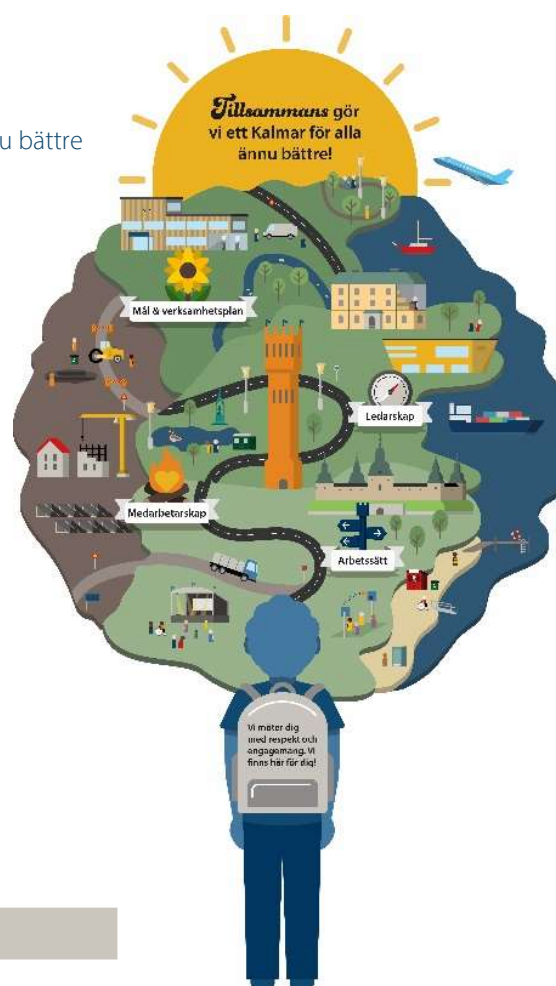 Tillsammans gör
vi ett Kalmar för alla
ännu bättre!
u bättre
Mål & verksamhetsplan
Ledarskap
Medarbetarskap
Arbetssätt
Vi möter dig
med respekt och
engagemang. Vi
finns här för dig!